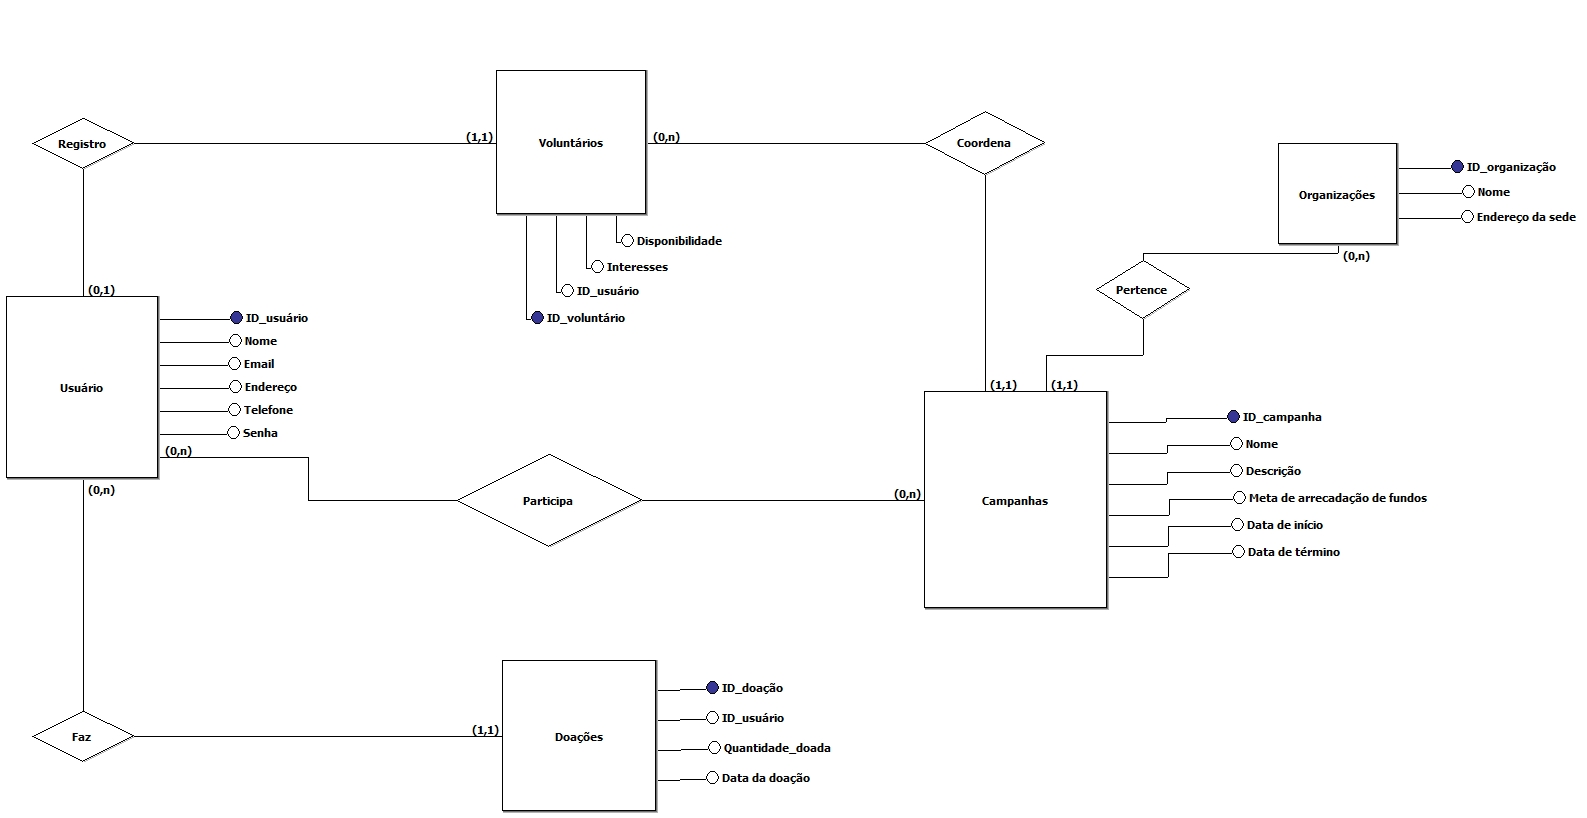 Registro
(1,1)
Voluntários
(0,n)
Coordena
Disponibilidade
Interesses
ID_usuário
ID_voluntário
Organizações
ID_organização
Nome
Endereço da sede
(0,n)
Pertence
(0,1)
Usuário
ID_usuário
Nome
Email
Endereço
Telefone
Senha
(0,n)
(0,n)
Participa
(0,n)
(1,1)
(1,1)
Campanhas
ID_campanha
Nome
Descrição
Meta de arrecadação de fundos
Data de início
Data de término
Faz
(1,1)
Doações
ID_doação
ID_usuário
Quantidade_doada
Data da doação